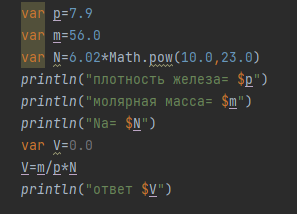 var p=7.9
var m=56.0
var N=6.02*Math.pow(10.0,23.0)
println("плотность железа= $p")
println("молярная масса= $m")
println("Na= $N")
var V=0.0
V=m/p*N
println("ответ $V")